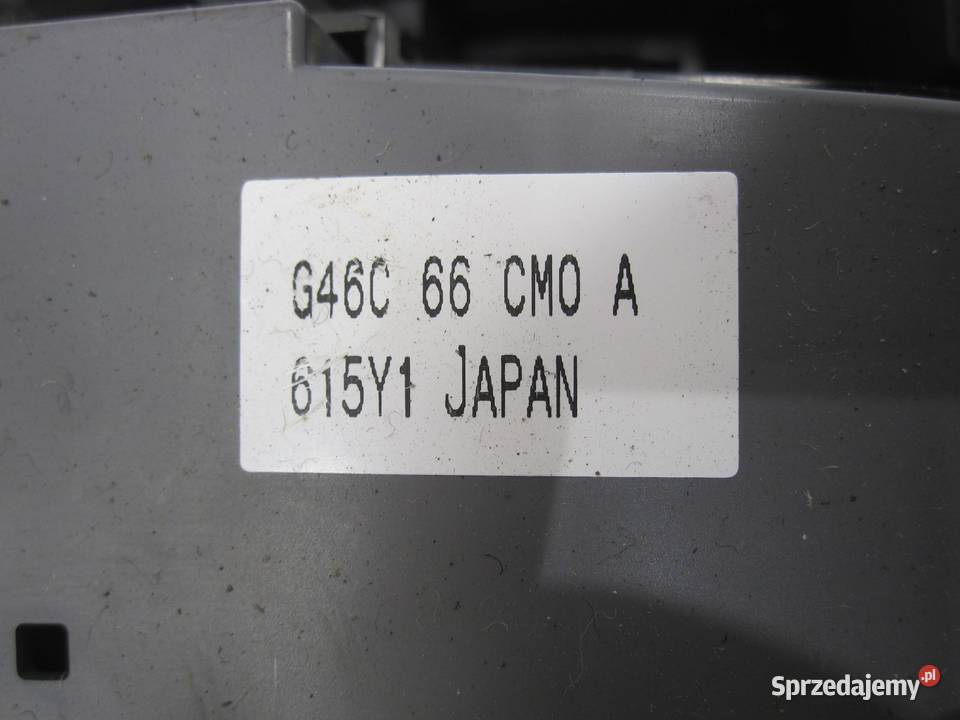 G46C 66 CM0 A
615Y1 JAPAN
Sprzedajemy.pl